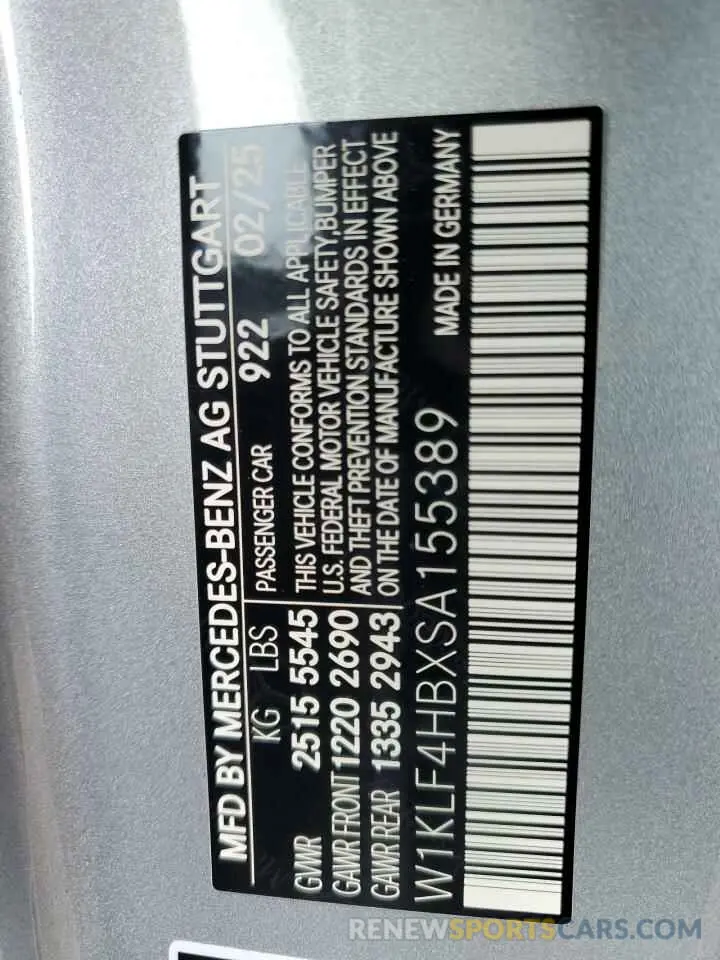 MFD BY MERCEDES-BENZ AG STUTTGART
KG LBS PASSENGER CAR 922 02/25
GVWR 2515 5545 THIS VEHICLE CONFORMS TO ALL APPLICABLE
U.S. FEDERAL MOTOR VEHICLE SAFETY, BUMPER
GAWR FRONT 1220 2690 AND THEFT PREVENTION STANDARDS IN EFFECT
GAWR REAR 1335 2943 ON THE DATE OF MANUFACTURE SHOWN ABOVE
W1KLF4HBXSA155389 MADE IN GERMANY
RENEWSPORTSCARS.COM